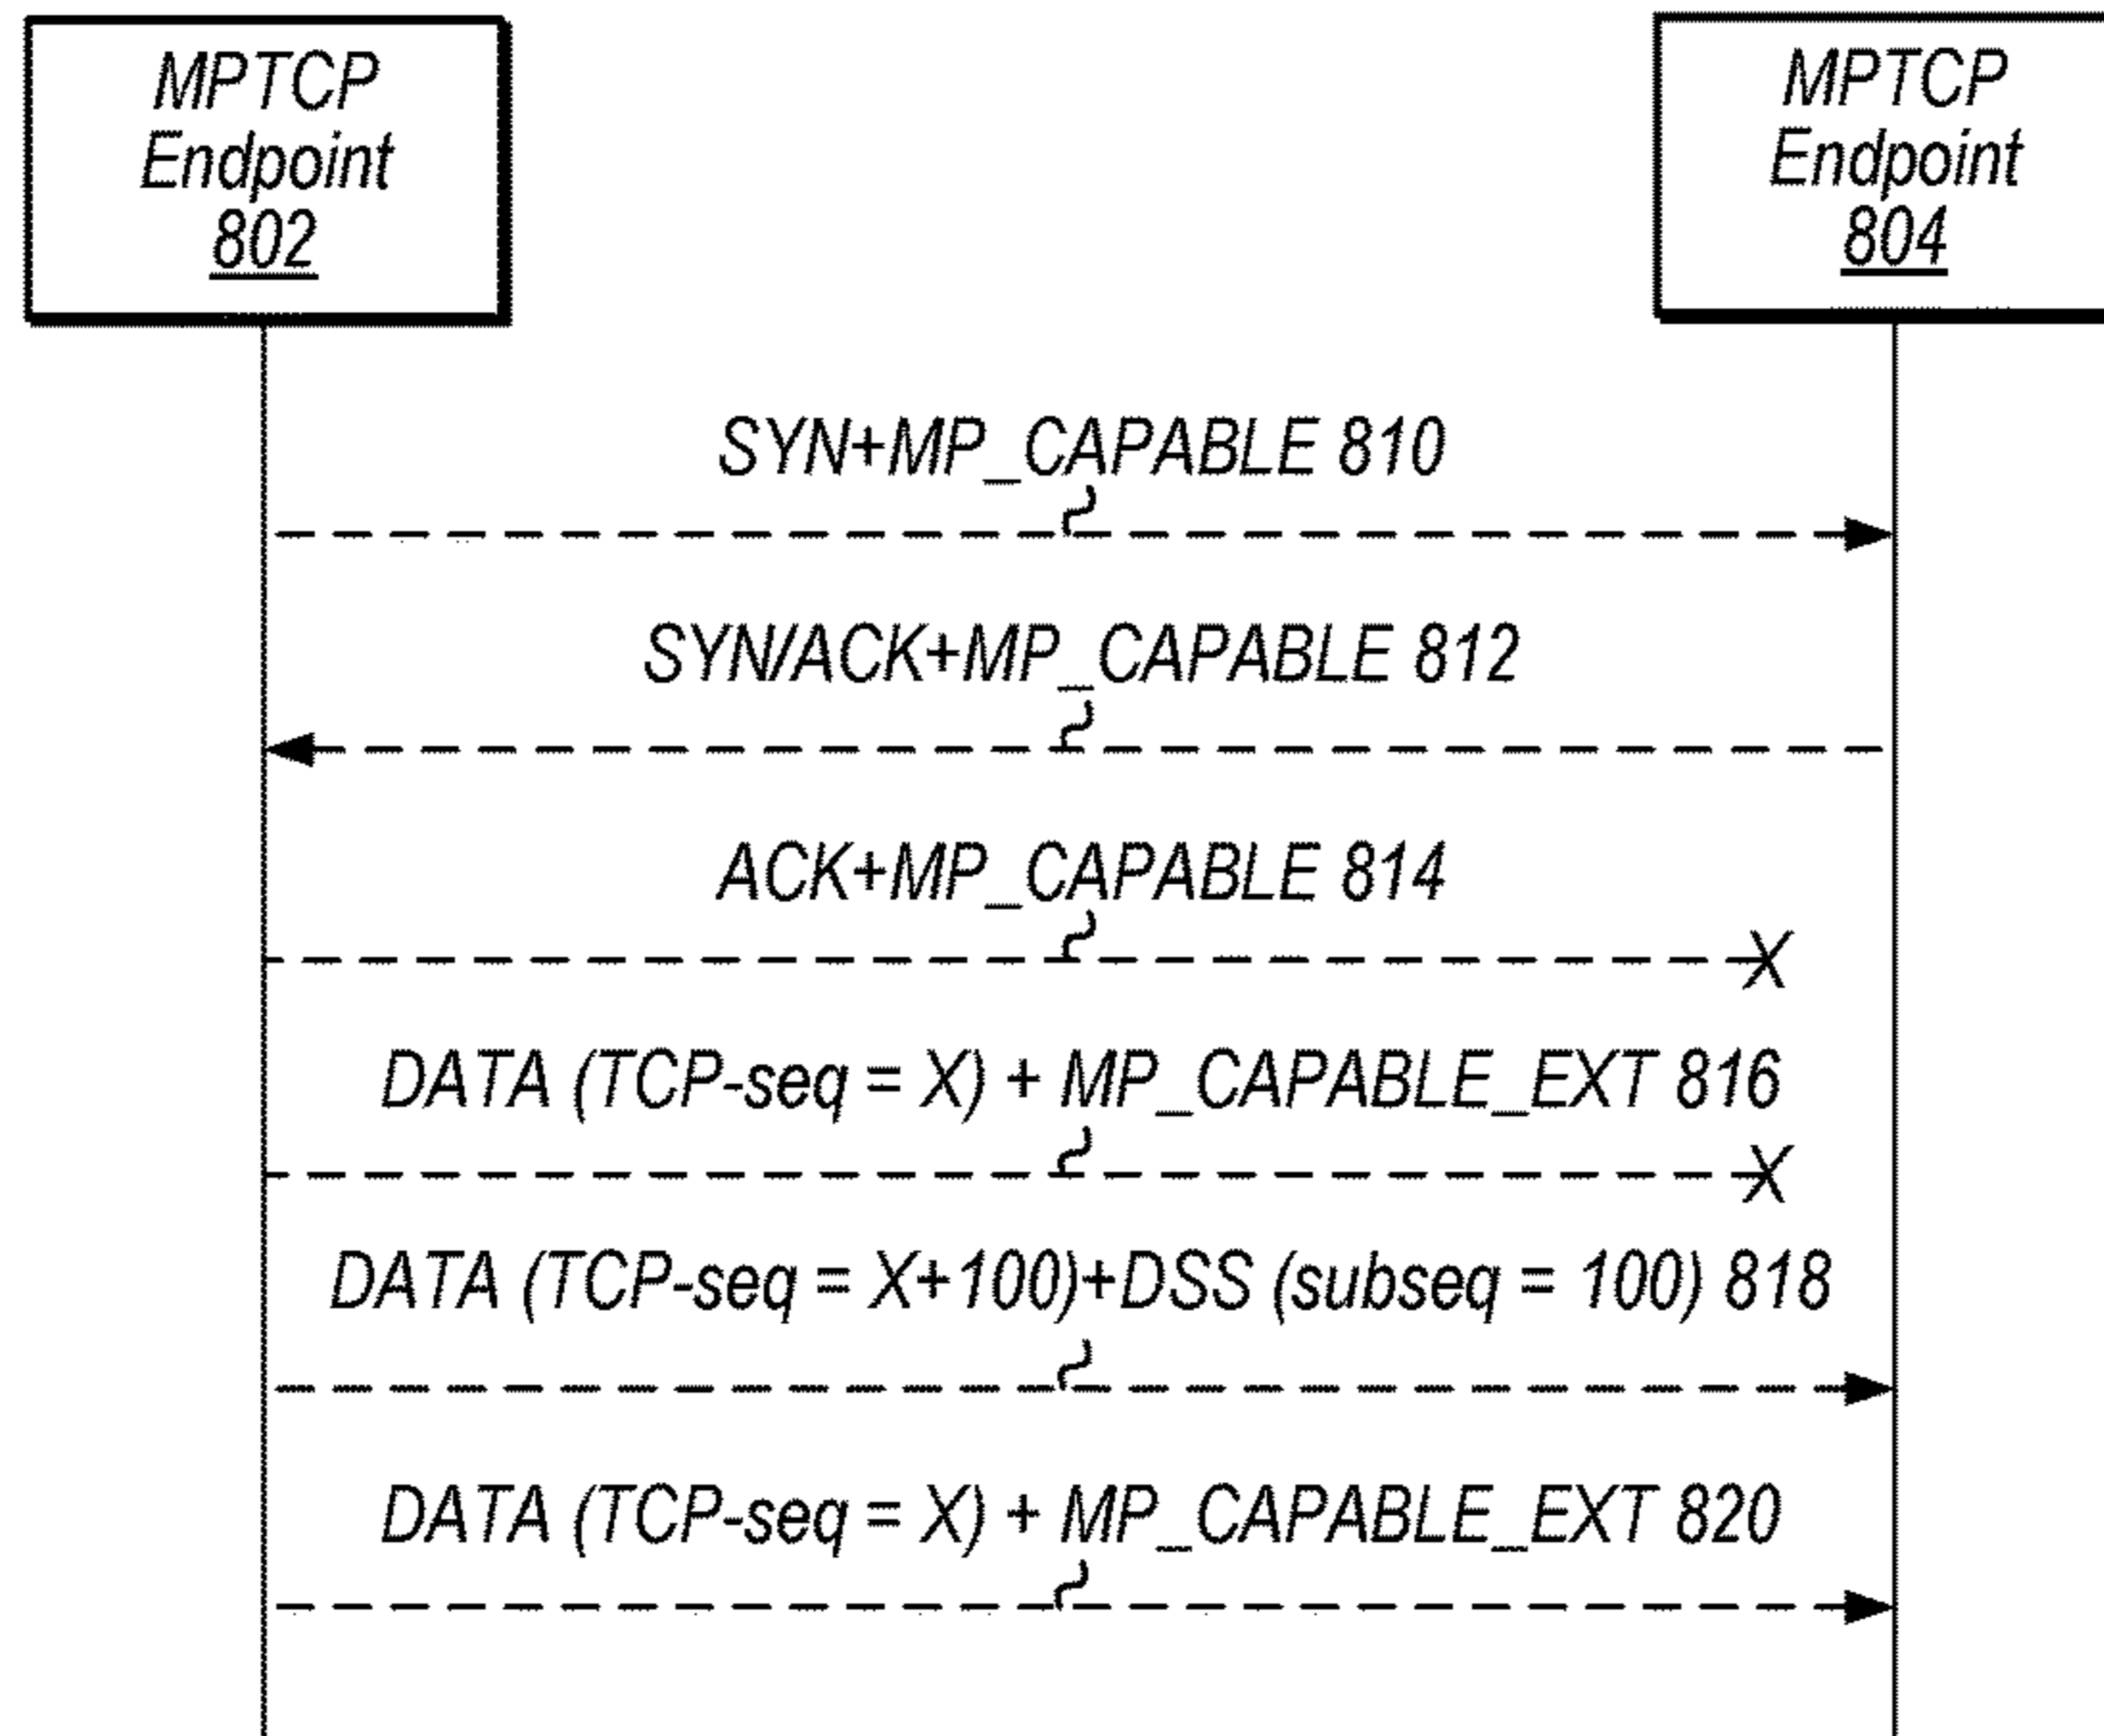 MPTCP
Endpoint
802
MPTCP
Endpoint
804
SYN+MP_CAPABLE 810
SYN/ACK+MP_CAPABLE 812
ACK+MP_CAPABLE 814
X
DATA (TCP-seq = X) + MP_CAPABLE_EXT 816
X
DATA (TCP-seq = X+100)+DSS (subseq = 100) 818
DATA (TCP-seq = X) + MP_CAPABLE_EXT 820